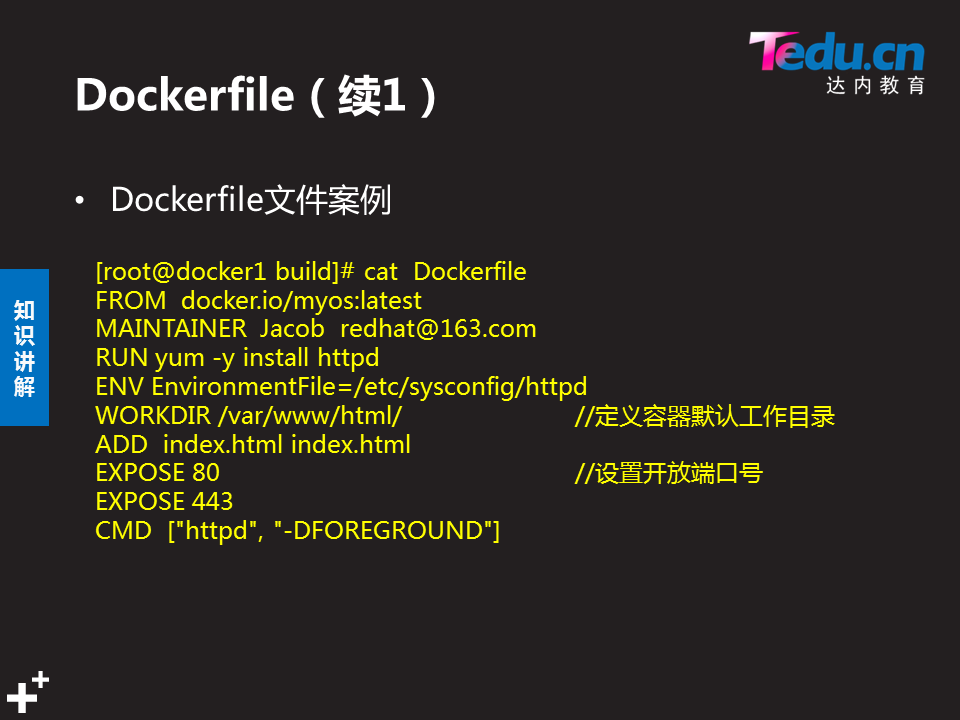 Tedu.cn
达内教育
Dockerfile（续1）
• Dockerfile文件案例
[root@docker1 build]# cat  Dockerfile
FROM  docker.io/myos:latest
MAINTAINER  Jacob  redhat@163.com
RUN yum -y install httpd
ENV EnvironmentFile=/etc/sysconfig/httpd
WORKDIR /var/www/html/ //定义容器默认工作目录
ADD  index.html index.html
EXPOSE 80 //设置开放端口号
EXPOSE 443
CMD  ["httpd", "-DFOREGROUND"]
知识讲解